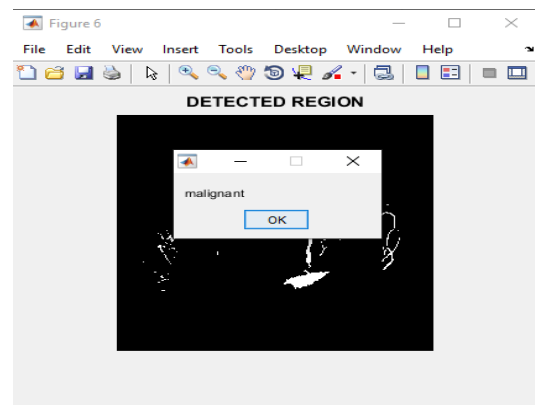 Figure 6
File Edit View Insert Tools Desktop Window Help
DETECTED REGION
malignant
OK